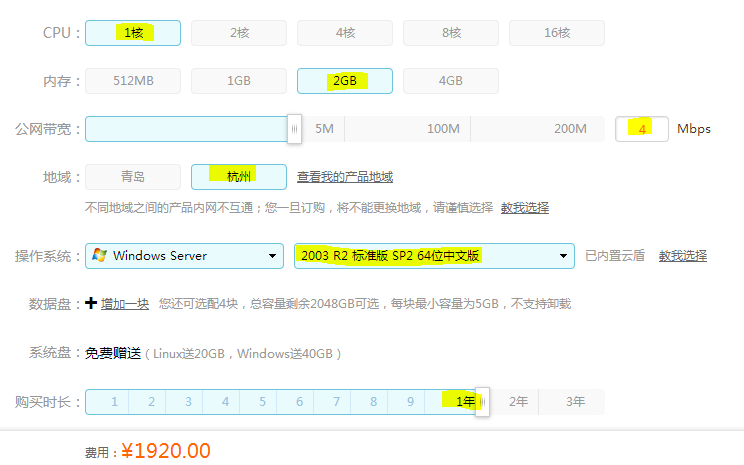 CPU： 1核 2核 4核 8核 16核
内存： 512MB 1GB 2GB 4GB
公网带宽： 5M 100M 200M 4 Mbps
地域： 青岛 杭州 查看我的产品地域
不同地域之间的产品内网不互通；您一旦订购，将不能更换地域，请谨慎选择 教我选择
操作系统： Windows Server 2003 R2 标准版 SP2 64位中文版 已内置云盾 教我选择
数据盘： 增加一块 您还可选配4块，总容量剩余2048GB可选，每块最小容量为5GB，不支持卸载
系统盘： 免费赠送（Linux送20GB，Windows送40GB）
购买时长： 1 2 3 4 5 6 7 8 9 1年 2年 3年
费用：¥1920.00